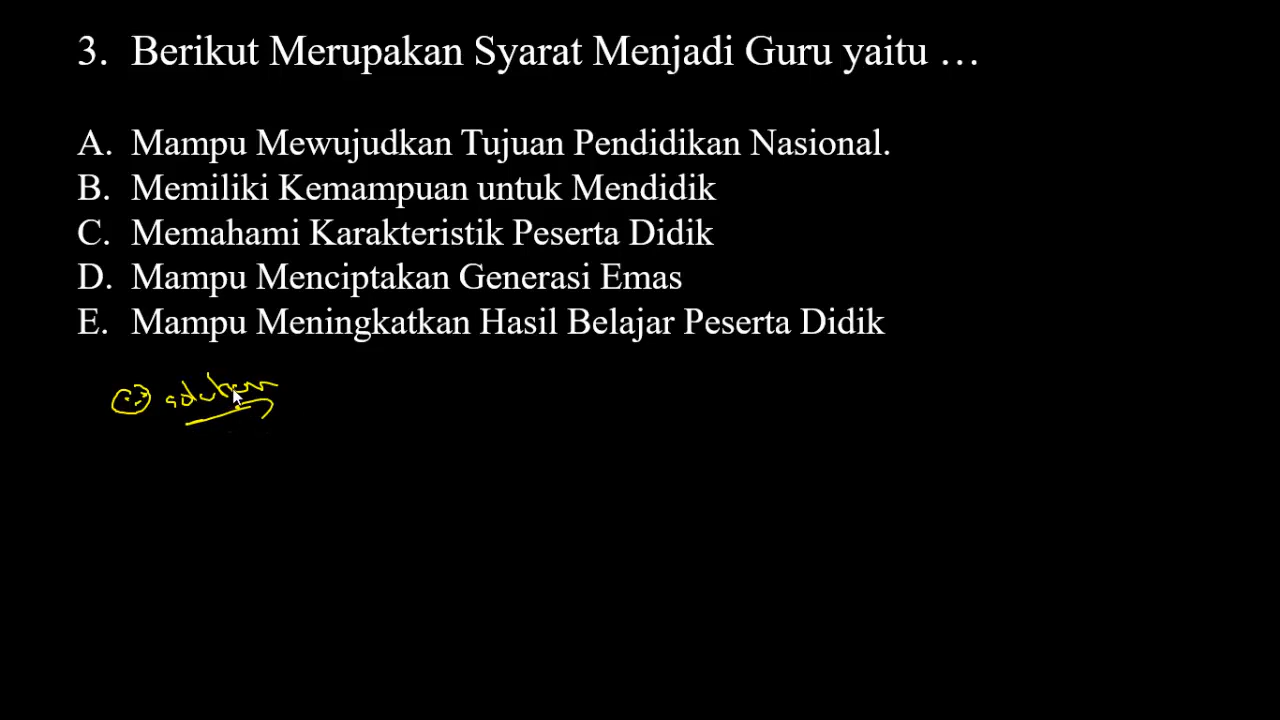 3. Berikut Merupakan Syarat Menjadi Guru yaitu …
A. Mampu Mewujudkan Tujuan Pendidikan Nasional.
B. Memiliki Kemampuan untuk Mendidik
C. Memahami Karakteristik Peserta Didik
D. Mampu Menciptakan Generasi Emas
E. Mampu Meningkatkan Hasil Belajar Peserta Didik